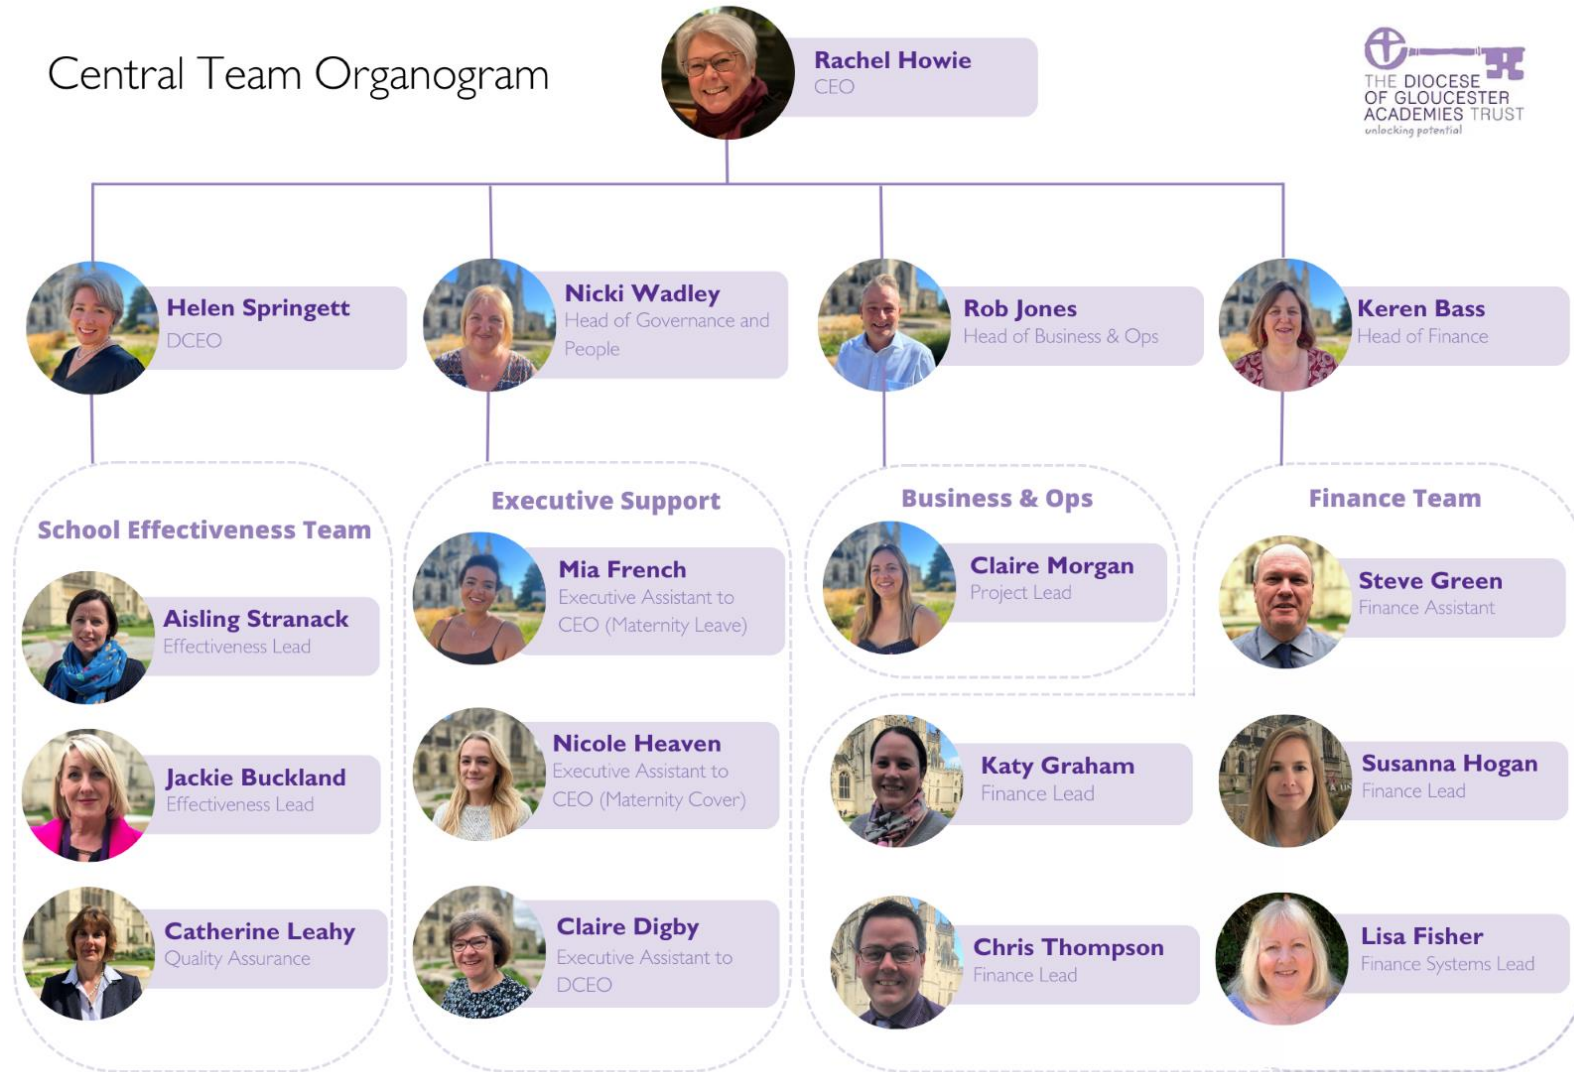 Central Team Organogram
Rachel Howie
CEO
THE DIOCESE
OF GLOUCESTER
ACADEMIES TRUST
unlocking potential
Helen Springett
DCEO
Nicki Wadley
Head of Governance and
People
Rob Jones
Head of Business & Ops
Keren Bass
Head of Finance
School Effectiveness Team
Aisling Stranack
Effectiveness Lead
Jackie Buckland
Effectiveness Lead
Catherine Leahy
Quality Assurance
Executive Support
Mia French
Executive Assistant to
CEO (Maternity Leave)
Nicole Heaven
Executive Assistant to
CEO (Maternity Cover)
Claire Digby
Executive Assistant to
DCEO
Business & Ops
Claire Morgan
Project Lead
Finance Team
Steve Green
Finance Assistant
Katy Graham
Finance Lead
Susanna Hogan
Finance Lead
Chris Thompson
Finance Lead
Lisa Fisher
Finance Systems Lead